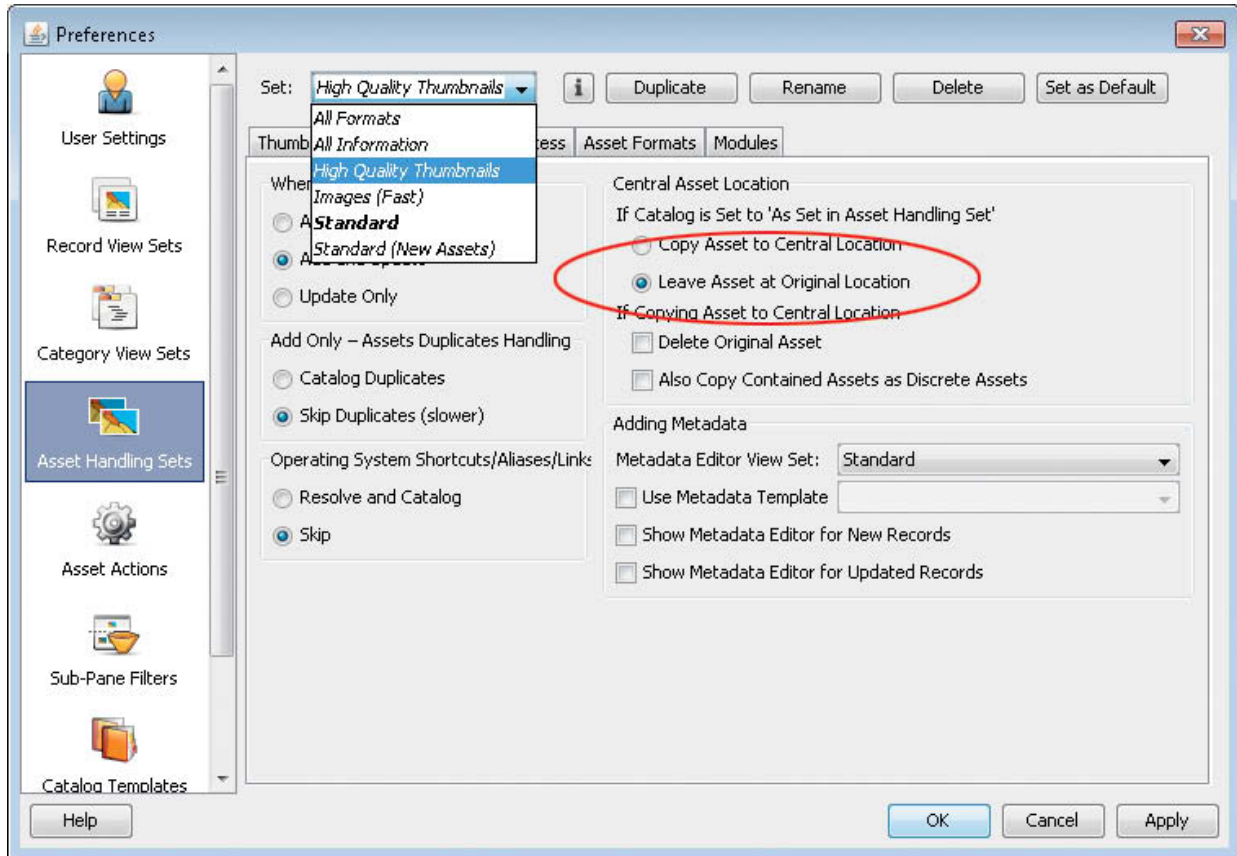 Preferences
User Settings
Record View Sets
Category View Sets
Asset Handling Sets
Asset Actions
Sub-Pane Filters
Catalog Templates
Set: High Quality Thumbnails i Duplicate Rename Delete Set as Default
All Formats
All Information
High Quality Thumbnails
Images (Fast)
Standard
Standard (New Assets)
Asset Formats Modules
Add and Update
Update Only
Add Only – Assets Duplicates Handling
Catalog Duplicates
Skip Duplicates (slower)
Operating System Shortcuts/Aliases/Links
Resolve and Catalog
Skip
Central Asset Location
If Catalog is Set to 'As Set in Asset Handling Set'
Copy Asset to Central Location
Leave Asset at Original Location
If Copying Asset to Central Location
Delete Original Asset
Also Copy Contained Assets as Discrete Assets
Adding Metadata
Metadata Editor View Set: Standard
Use Metadata Template
Show Metadata Editor for New Records
Show Metadata Editor for Updated Records
Help OK Cancel Apply